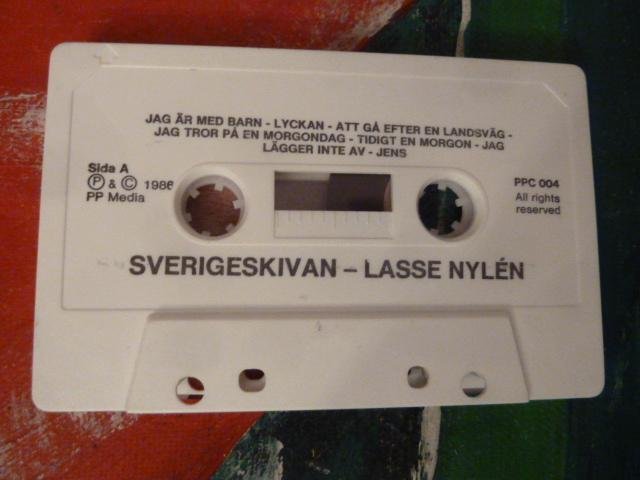 JAG ÄR MED BARN - LYCKAN - ATT GÅ EFTER EN LANDSVÄG -
JAG TROR PÅ EN MORGONDAG - TIDIGT EN MORGON - JAG
LÄGGER INTE AV - JENS
Sida A
Ⓟ & © 1986
PP Media
PPC 004
All rights
reserved
SVERIGESKIVAN – LASSE NYLÉN